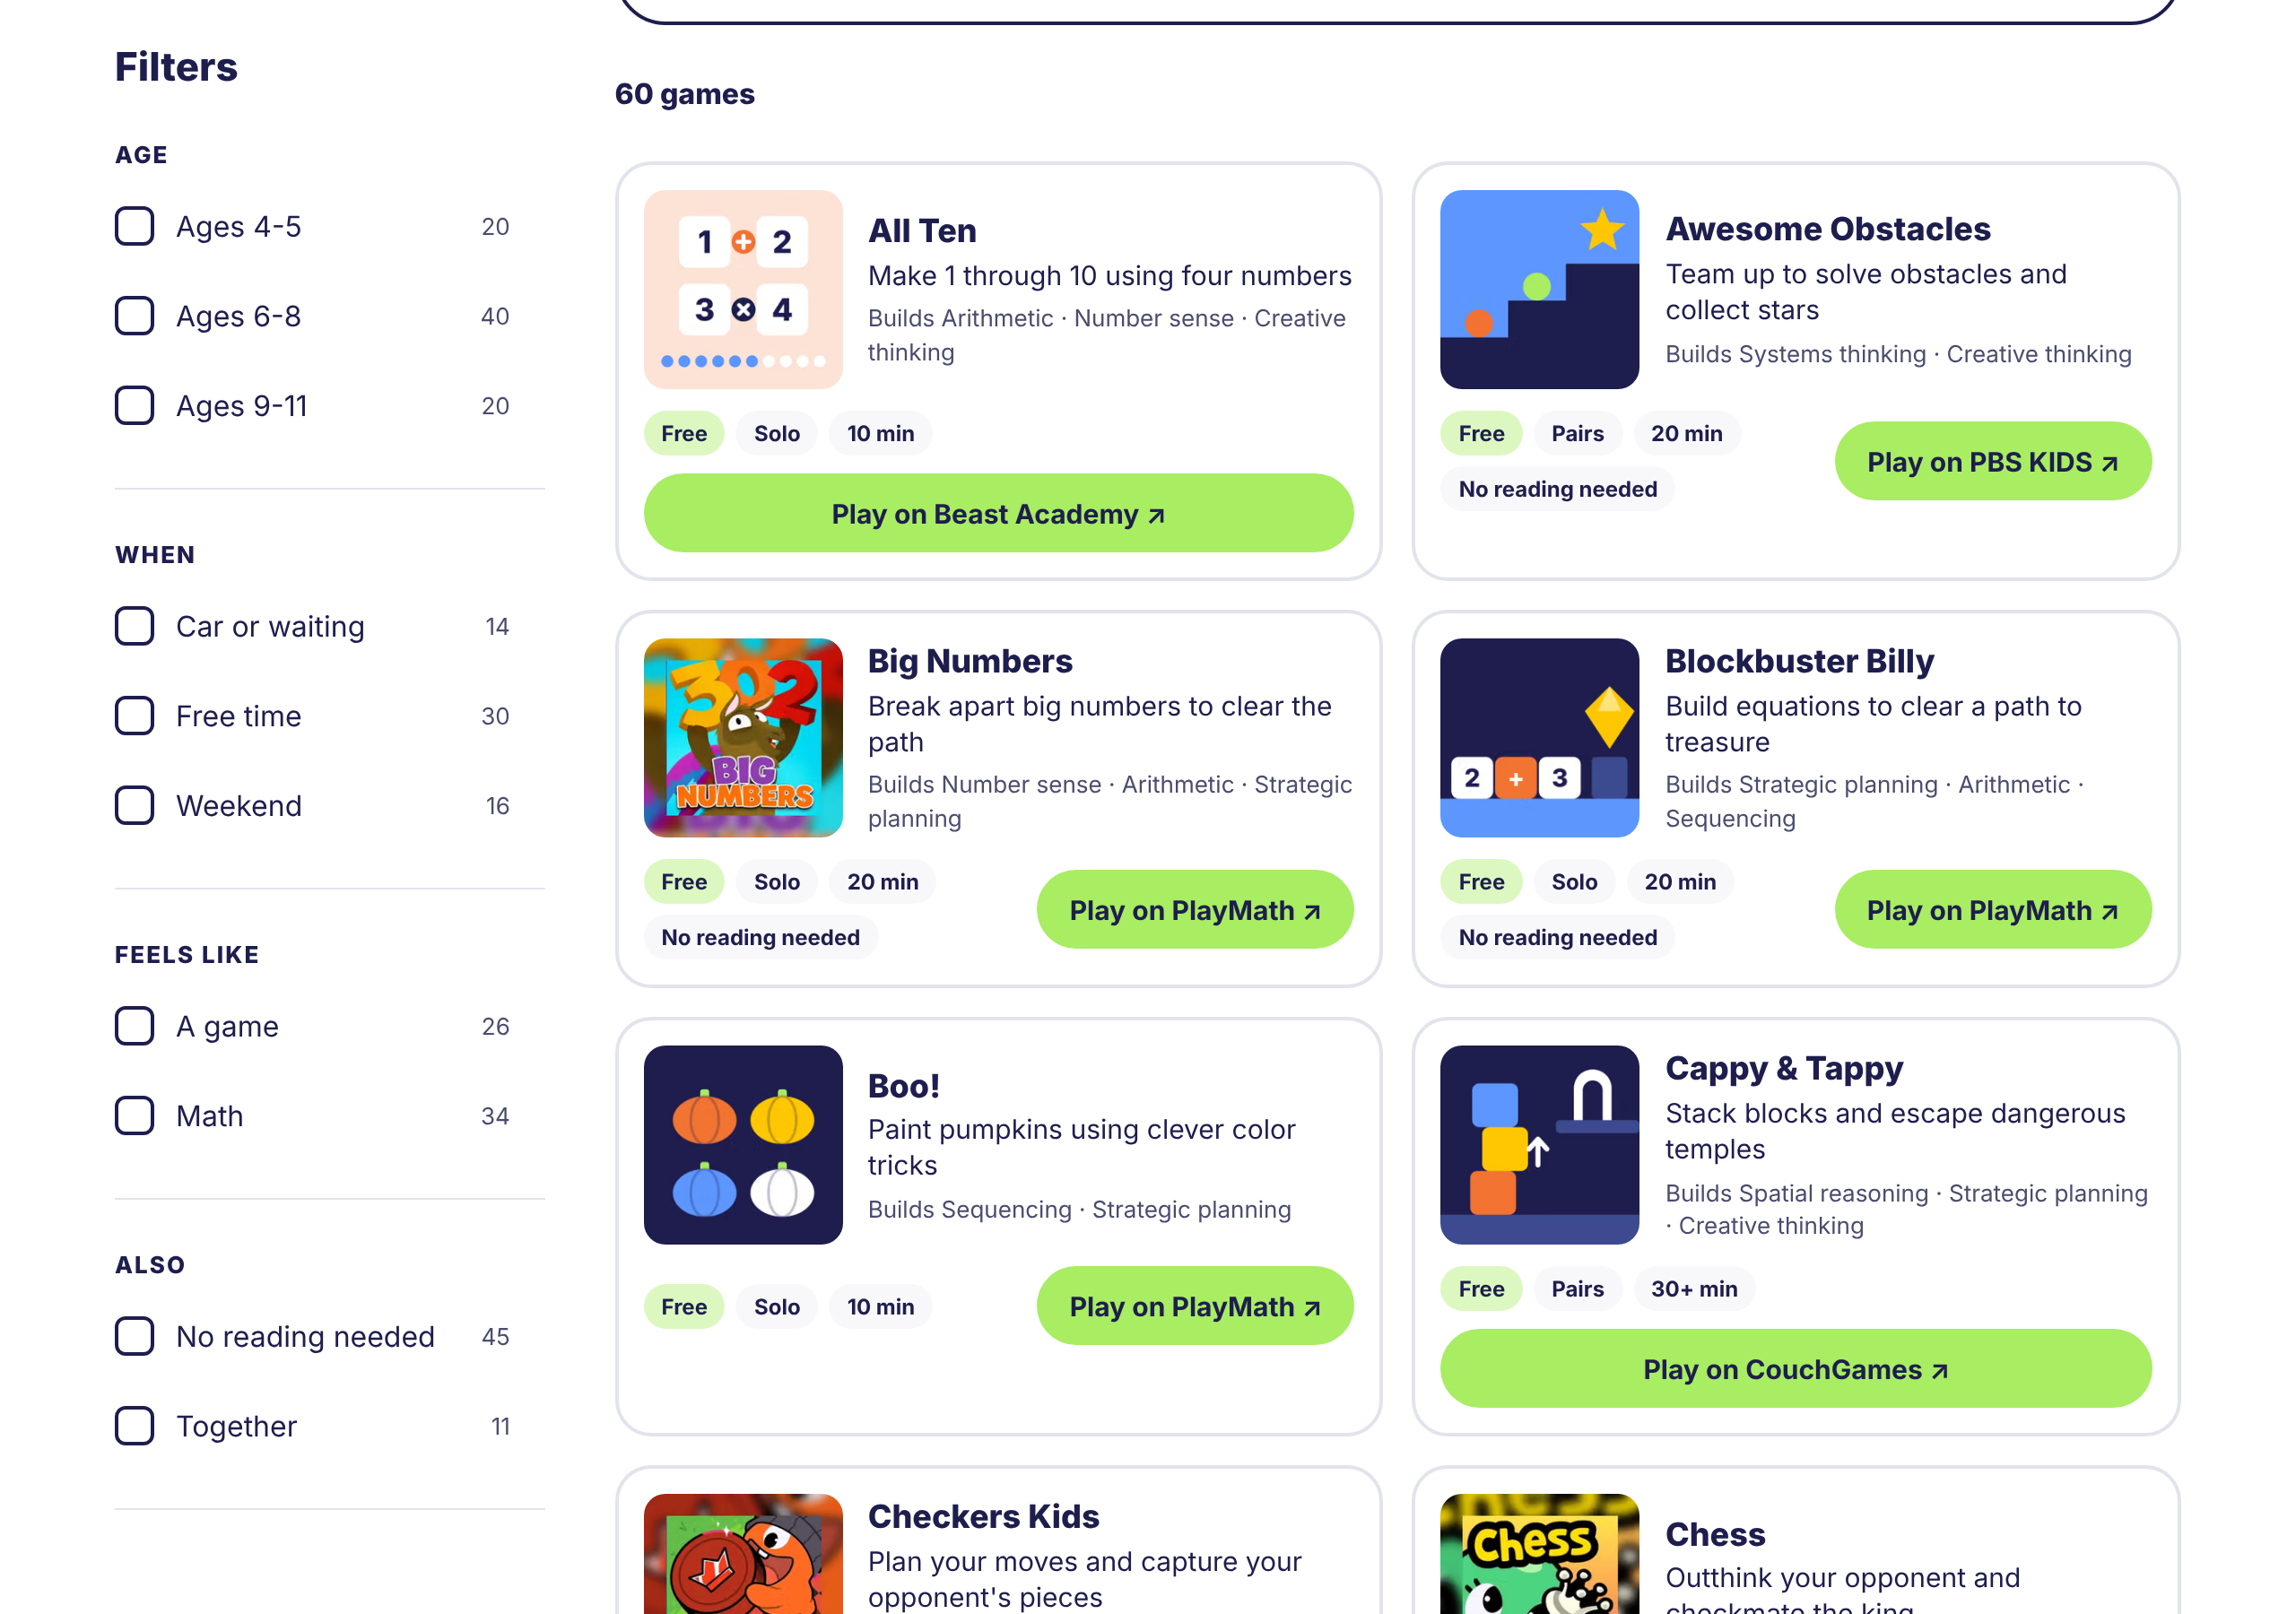 Filters
AGE
Ages 4-5 20
Ages 6-8 40
Ages 9-11 20
WHEN
Car or waiting 14
Free time 30
Weekend 16
FEELS LIKE
A game 26
Math 34
ALSO
No reading needed 45
Together 11
60 games
1 + 2
3 × 4
All Ten
Make 1 through 10 using four numbers
Builds Arithmetic · Number sense · Creative
thinking
Free Solo 10 min
Play on Beast Academy ↗
Awesome Obstacles
Team up to solve obstacles and
collect stars
Builds Systems thinking · Creative thinking
Free Pairs 20 min
No reading needed
Play on PBS KIDS ↗
302
BIG
NUMBERS
Big Numbers
Break apart big numbers to clear the
path
Builds Number sense · Arithmetic · Strategic
planning
Free Solo 20 min
No reading needed
Play on PlayMath ↗
2 + 3
Blockbuster Billy
Build equations to clear a path to
treasure
Builds Strategic planning · Arithmetic ·
Sequencing
Free Solo 20 min
No reading needed
Play on PlayMath ↗
Boo!
Paint pumpkins using clever color
tricks
Builds Sequencing · Strategic planning
Free Solo 10 min
Play on PlayMath ↗
Cappy & Tappy
Stack blocks and escape dangerous
temples
Builds Spatial reasoning · Strategic planning
· Creative thinking
Free Pairs 30+ min
Play on CouchGames ↗
Checkers Kids
Plan your moves and capture your
opponent's pieces
Chess
Chess
Outthink your opponent and
checkmate the king